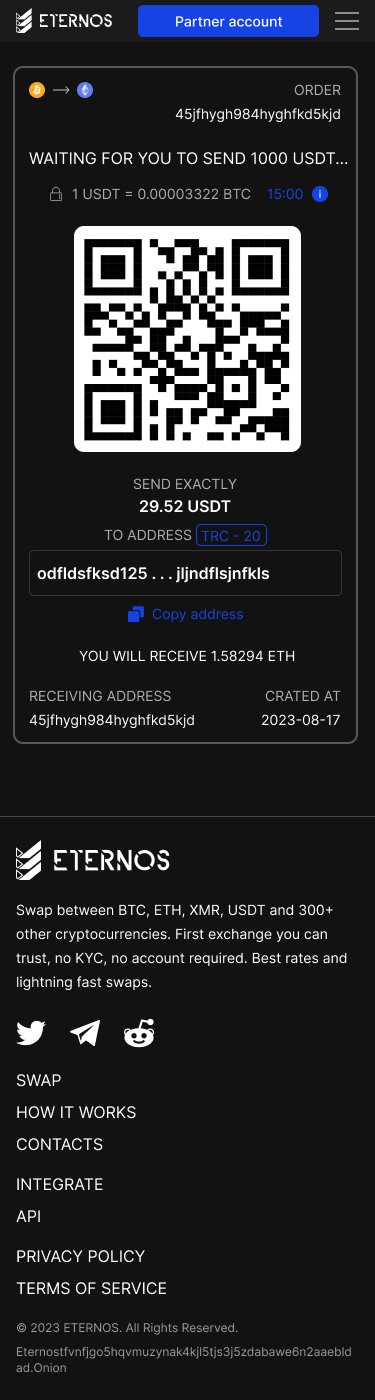 ETERNOS
Partner account
ORDER
45jfhygh984hyghfkd5kjd
WAITING FOR YOU TO SEND 1000 USDT...
1 USDT = 0.00003322 BTC 15:00
SEND EXACTLY
29.52 USDT
TO ADDRESS TRC - 20
odfldsfksd125 . . . jljndflsjnfkls
Copy address
YOU WILL RECEIVE 1.58294 ETH
RECEIVING ADDRESS CRATED AT
45jfhygh984hyghfkd5kjd 2023-08-17
ETERNOS
Swap between BTC, ETH, XMR, USDT and 300+
other cryptocurrencies. First exchange you can
trust, no KYC, no account required. Best rates and
lightning fast swaps.
SWAP
HOW IT WORKS
CONTACTS
INTEGRATE
API
PRIVACY POLICY
TERMS OF SERVICE
© 2023 ETERNOS. All Rights Reserved.
Eternostfvnfjgo5hqvmuzynak4kjl5tjs3j5zdabawe6n2aaebld
ad.Onion